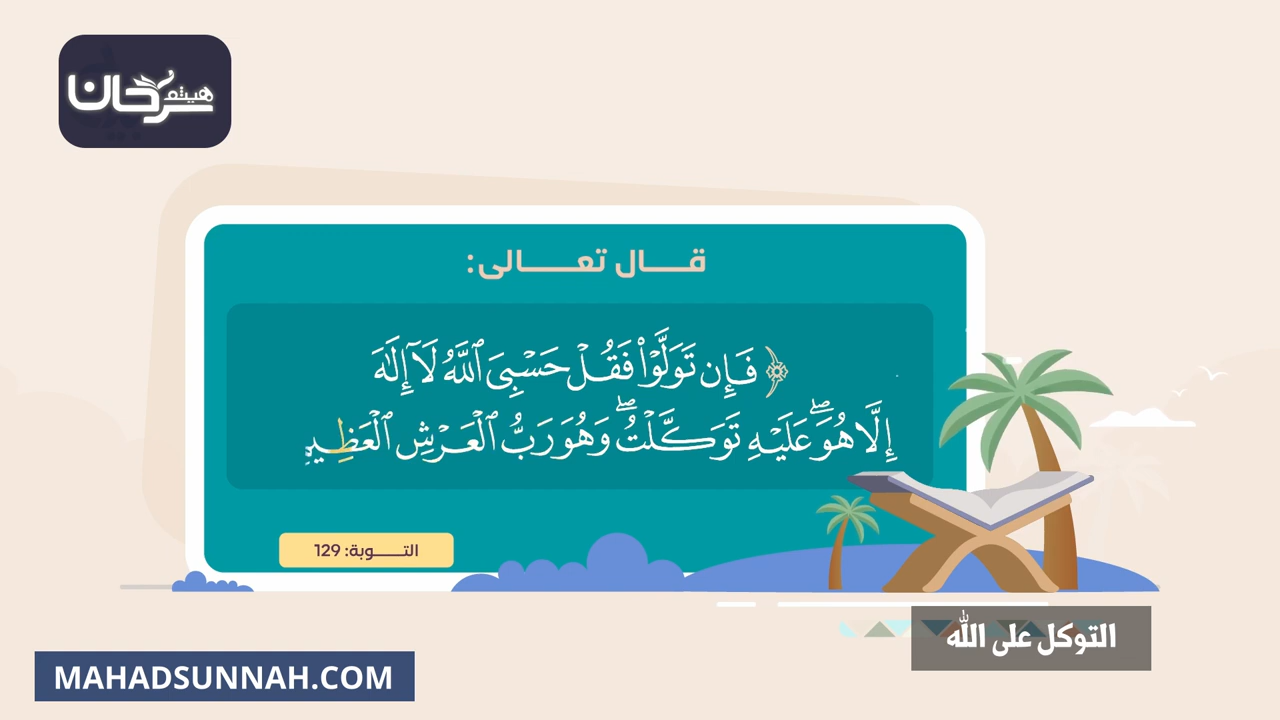 هيثم سرحان
قال تعالى:
﴿ فَإِن تَوَلَّوْا۟ فَقُلْ حَسْبِىَ ٱللَّهُ لَآ إِلَٰهَ
إِلَّا هُوَ ۖ عَلَيْهِ تَوَكَّلْتُ ۖ وَهُوَ رَبُّ ٱلْعَرْشِ ٱلْعَظِيمِ
التوبة: 129
التوكل على الله
MAHADSUNNAH.COM